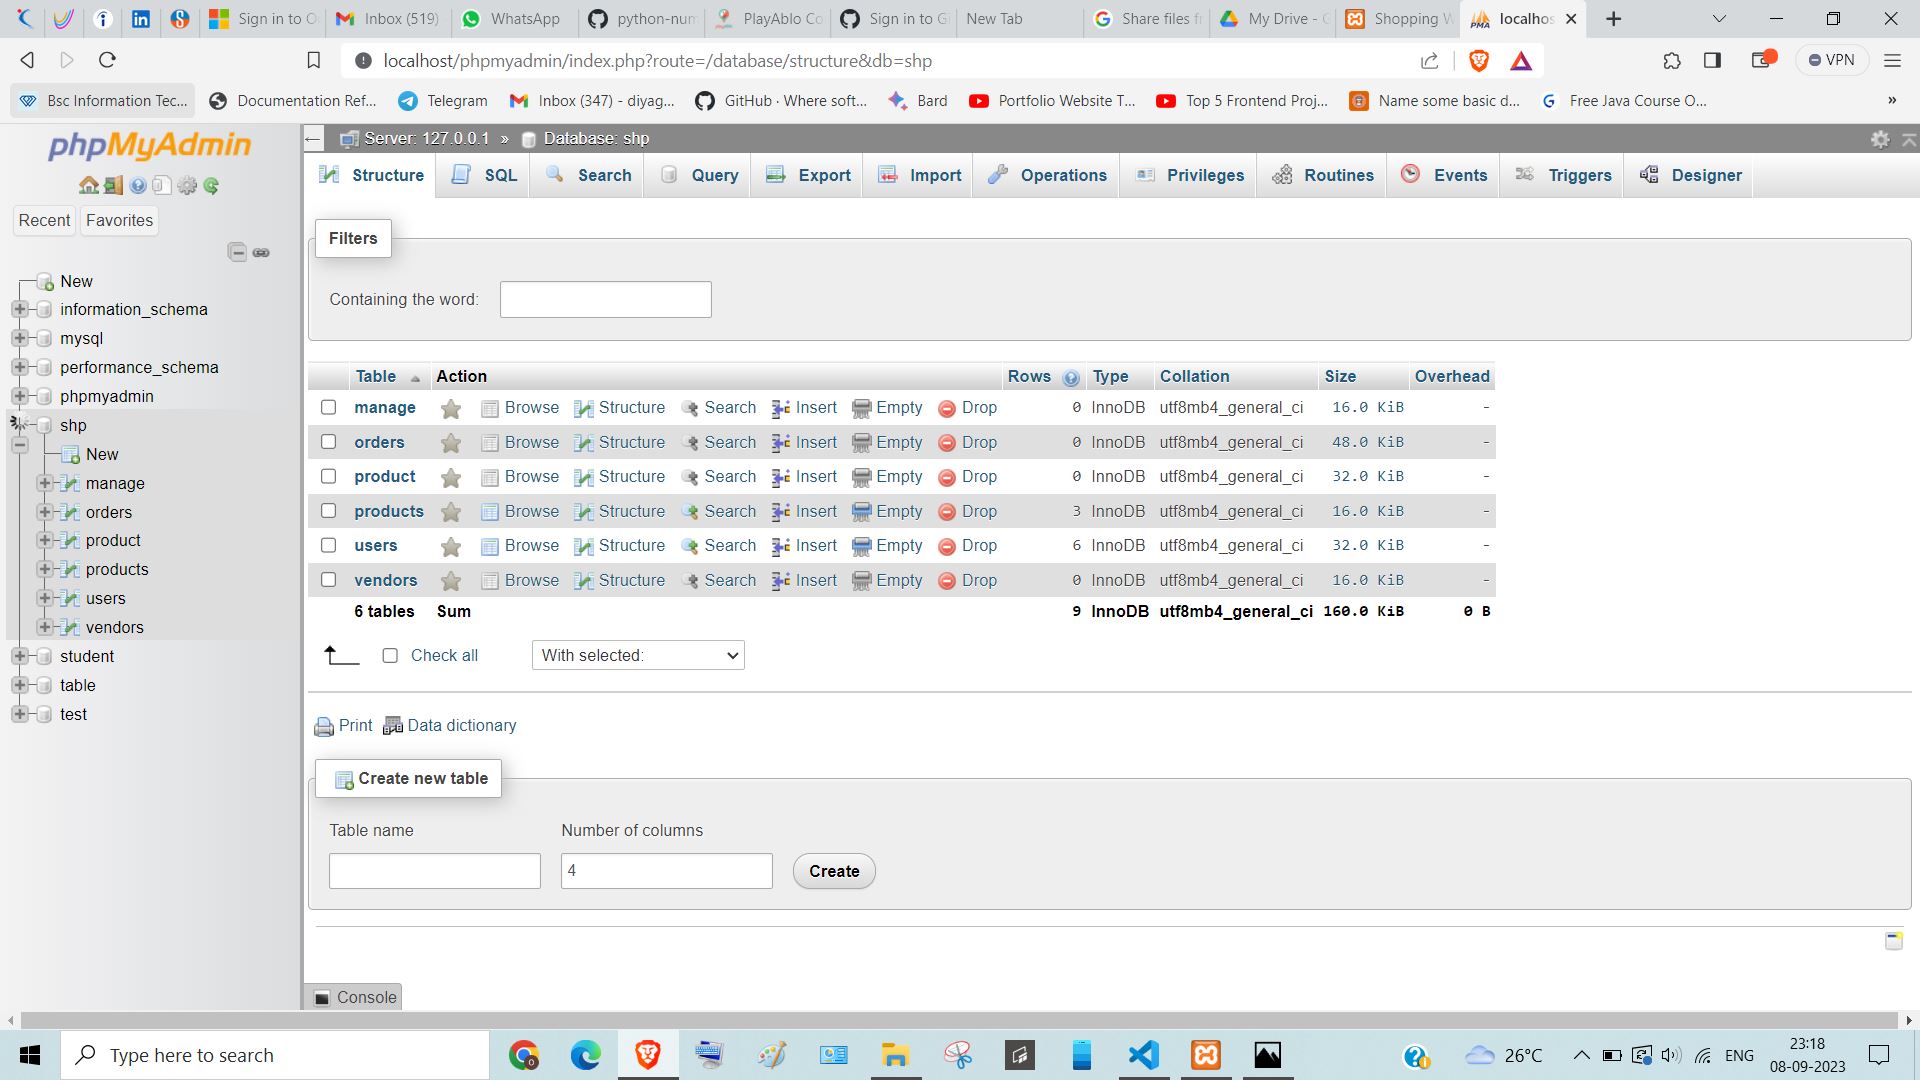 Sign in to O
Inbox (519)
WhatsApp
python-num
PlayAblo Co
Sign in to Gi
New Tab
Share files fr
My Drive - G
Shopping W
localhos
localhost/phpmyadmin/index.php?route=/database/structure&db=shp
VPN
Bsc Information Tec...
Documentation Ref...
Telegram
Inbox (347) - diyag...
GitHub · Where soft...
Bard
Portfolio Website T...
Top 5 Frontend Proj...
Name some basic d...
Free Java Course O...
»
phpMyAdmin
Recent Favorites
New
information_schema
mysql
performance_schema
phpmyadmin
shp
New
manage
orders
product
products
users
vendors
student
table
test
Server: 127.0.0.1 » Database: shp
Structure SQL Search Query Export Import Operations Privileges Routines Events Triggers Designer
Filters
Containing the word:
Table Action Rows Type Collation Size Overhead
manage Browse Structure Search Insert Empty Drop 0 InnoDB utf8mb4_general_ci 16.0 KiB -
orders Browse Structure Search Insert Empty Drop 0 InnoDB utf8mb4_general_ci 48.0 KiB -
product Browse Structure Search Insert Empty Drop 0 InnoDB utf8mb4_general_ci 32.0 KiB -
products Browse Structure Search Insert Empty Drop 3 InnoDB utf8mb4_general_ci 16.0 KiB -
users Browse Structure Search Insert Empty Drop 6 InnoDB utf8mb4_general_ci 32.0 KiB -
vendors Browse Structure Search Insert Empty Drop 0 InnoDB utf8mb4_general_ci 16.0 KiB -
6 tables Sum 9 InnoDB utf8mb4_general_ci 160.0 KiB 0 B
Check all With selected:
Print Data dictionary
Create new table
Table name Number of columns
4 Create
Console
Type here to search
26°C
ENG
23:18
08-09-2023